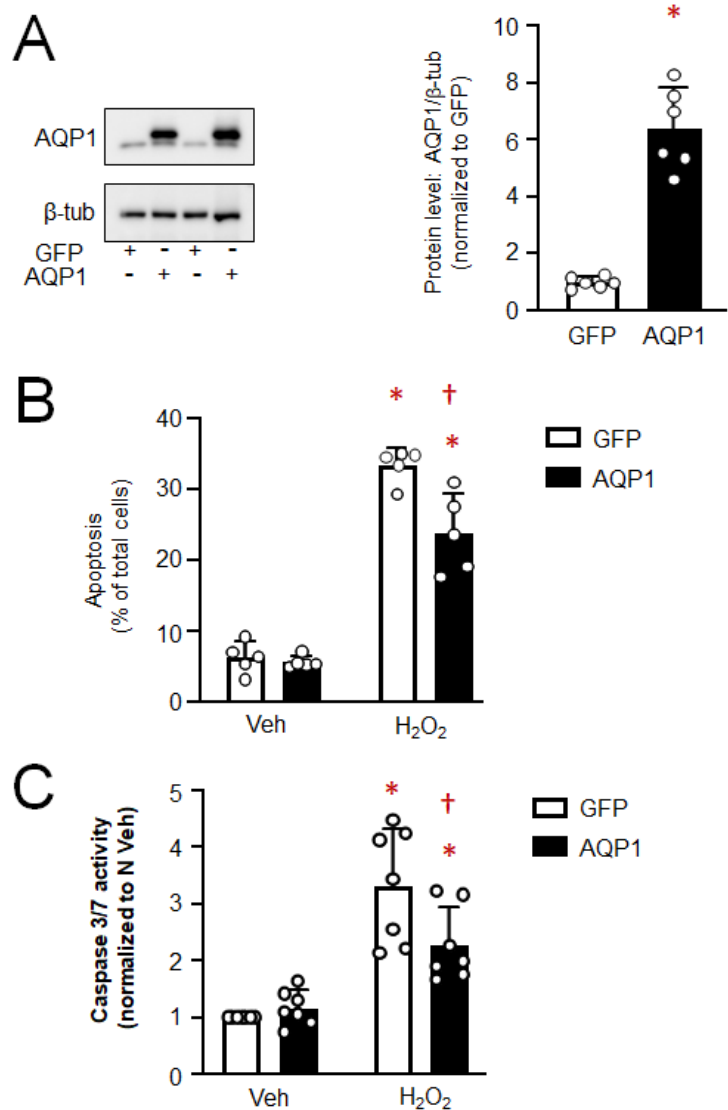 A
AQP1
β-tub
GFP + - + -
AQP1 - + - +
Protein level: AQP1/β-tub
(normalized to GFP)
10
8
6
4
2
0
*
GFP AQP1
B
Apoptosis
(% of total cells)
40
30
20
10
0
* †
*
Veh H₂O₂
GFP
AQP1
C
Caspase 3/7 activity
(normalized to N Veh)
5
4
3
2
1
0
* †
*
Veh H₂O₂
GFP
AQP1